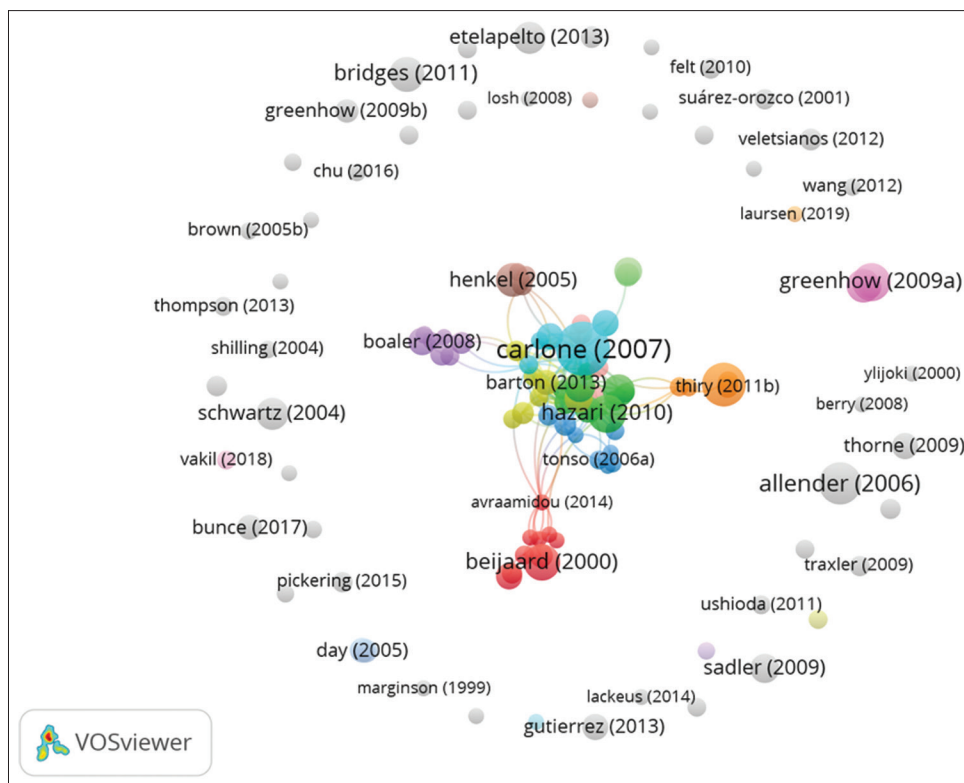 etelapelto (2013)
bridges (2011)
felt (2010)
losh (2008)
suárez-orozco (2001)
greenhow (2009b)
veletsianos (2012)
chu (2016)
wang (2012)
laursen (2019)
brown (2005b)
henkel (2005)
greenhow (2009a)
thompson (2013)
boaler (2008)
carlone (2007)
shilling (2004)
ylijoki (2000)
barton (2013)
thiry (2011b)
berry (2008)
schwartz (2004)
hazari (2010)
thorne (2009)
vakil (2018)
tonso (2006a)
allender (2006)
avraamidou (2014)
bunce (2017)
beijaard (2000)
traxler (2009)
pickering (2015)
ushioda (2011)
day (2005)
sadler (2009)
marginson (1999)
lackeus (2014)
gutierrez (2013)
VOSviewer